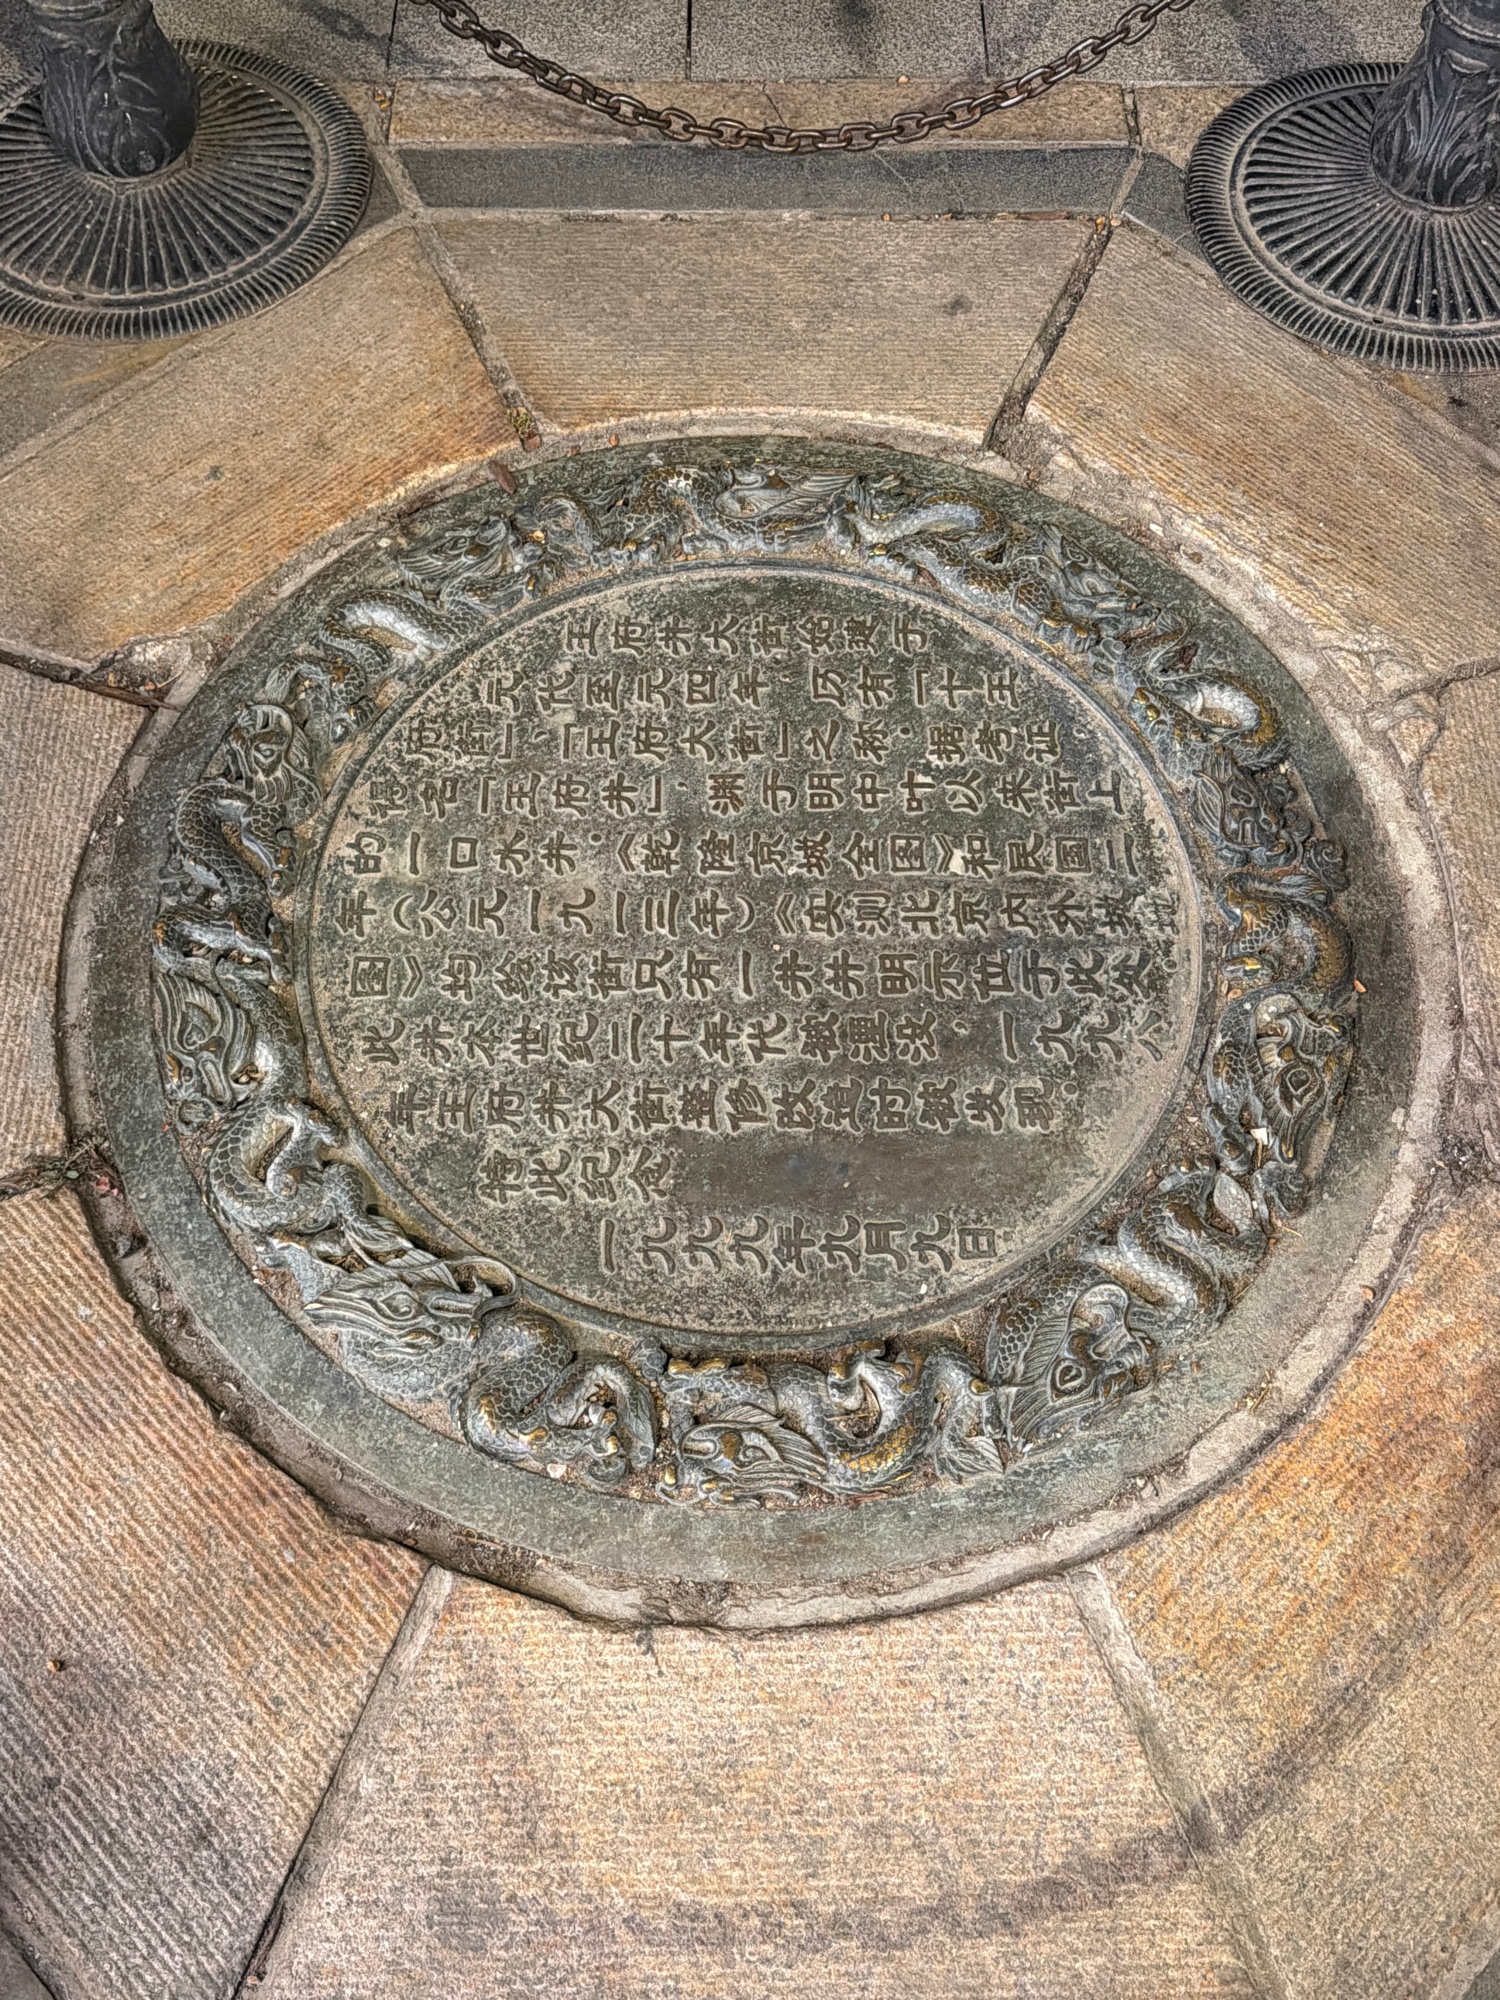 王府井大街始建于
元代至元四年，历有「十王
府街」、「王府大街」之称。据考证，
得名「王府井」，渊于明中叶以来街上
的一口水井。《乾隆京城全图》和民国二
年（公元一九一三年）《实测北京内外城地
图》均绘该街只有一井井明示位于此处。
此井本世纪二十年代被湮没，一九九八
年王府井大街整修改造时被发现。
特此纪念
一九九九年九月九日